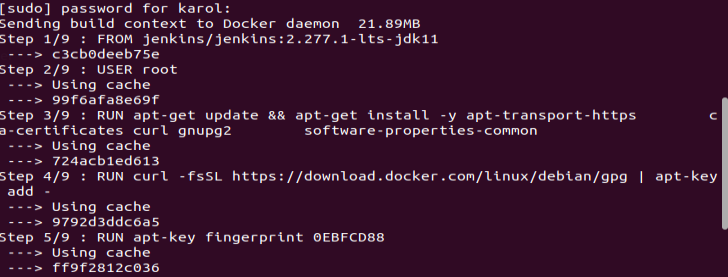 [sudo] password for karol:
Sending build context to Docker daemon  21.89MB
Step 1/9 : FROM jenkins/jenkins:2.277.1-lts-jdk11
 ---> c3cb0deeb75e
Step 2/9 : USER root
 ---> Using cache
 ---> 99f6afa8e69f
Step 3/9 : RUN apt-get update && apt-get install -y apt-transport-https       c
a-certificates curl gnupg2       software-properties-common
 ---> Using cache
 ---> 724acb1ed613
Step 4/9 : RUN curl -fsSL https://download.docker.com/linux/debian/gpg | apt-key
 add -
 ---> Using cache
 ---> 9792d3ddc6a5
Step 5/9 : RUN apt-key fingerprint 0EBFCD88
 ---> Using cache
 ---> ff9f2812c036